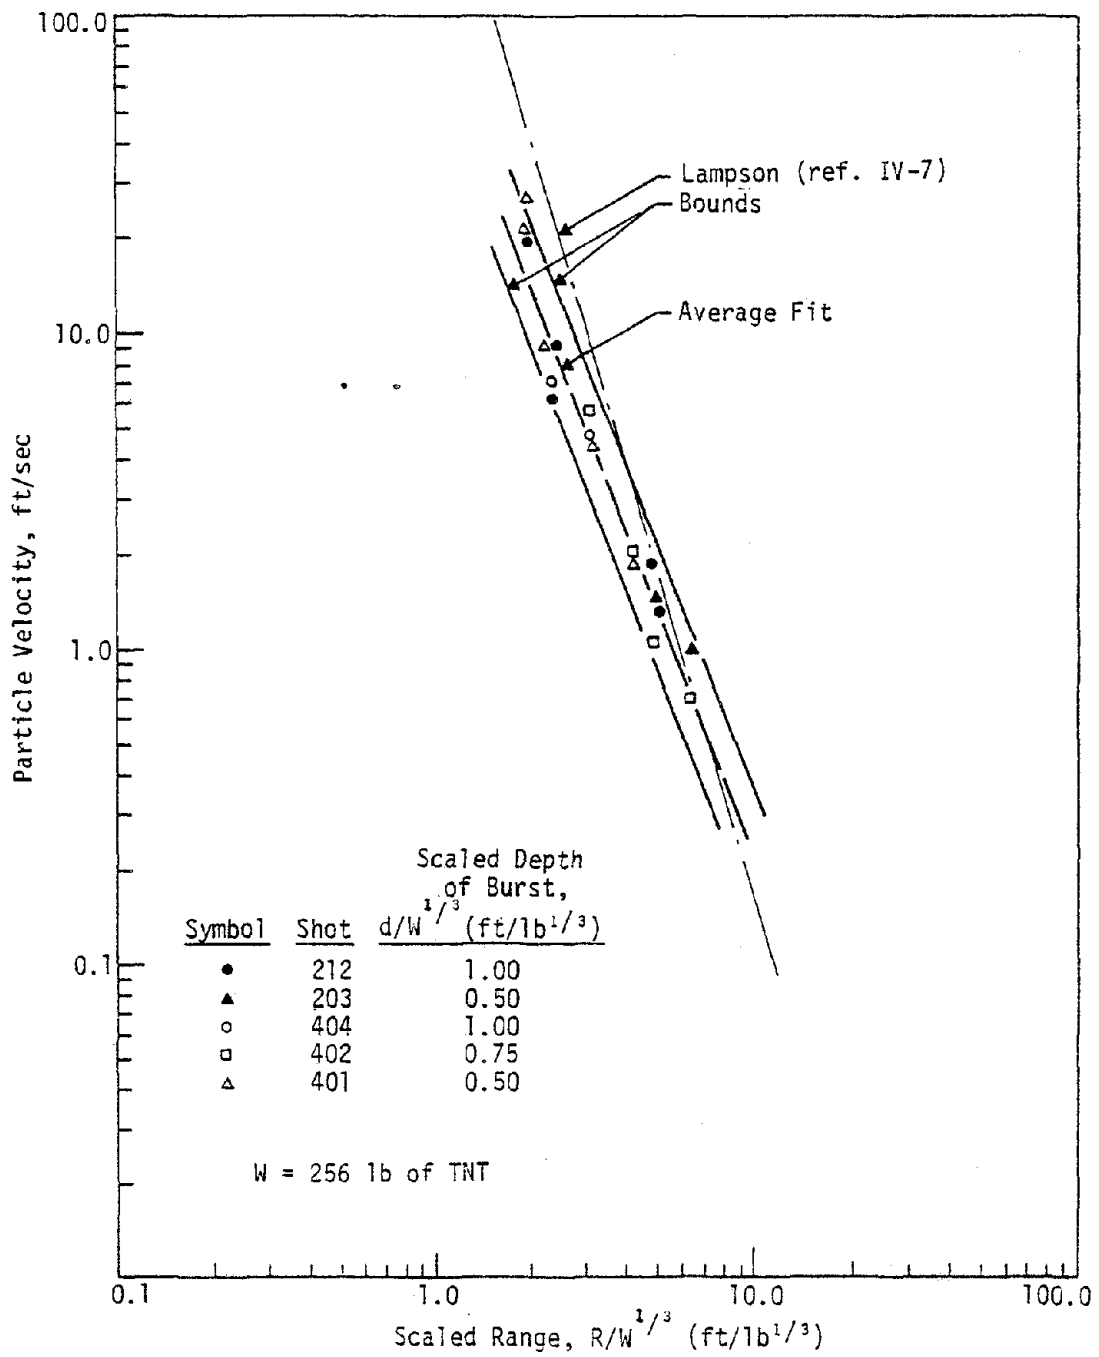 100.0
Lampson (ref. IV-7)
Bounds
Average Fit
10.0
Particle Velocity, ft/sec
1.0
0.1
Scaled Depth
of Burst,
Symbol Shot d/W^1/3 (ft/lb^1/3)
● 212 1.00
▲ 203 0.50
○ 404 1.00
□ 402 0.75
△ 401 0.50
W = 256 lb of TNT
0.1 1.0 10.0 100.0
Scaled Range, R/W^1/3 (ft/lb^1/3)